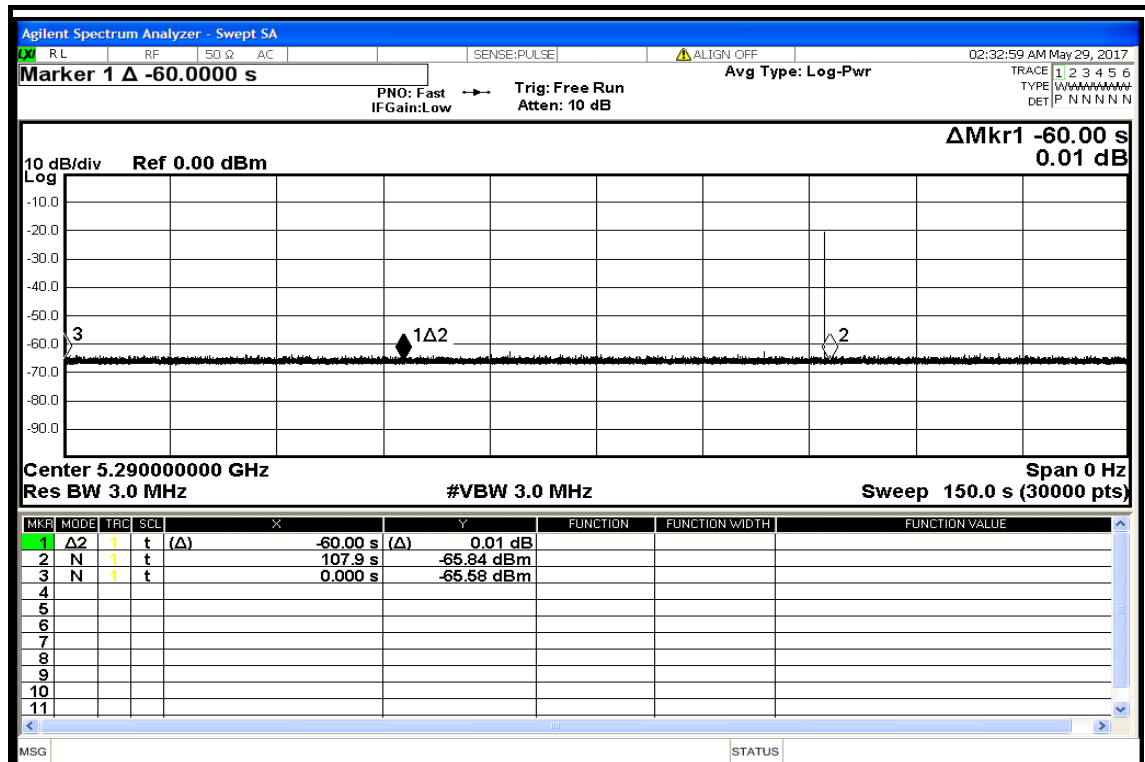 Agilent Spectrum Analyzer - Swept SA
LXI RL RF 50 Ω AC SENSE:PULSE ALIGN OFF 02:32:59 AM May 29, 2017
Marker 1 Δ -60.0000 s
PNO: Fast
IFGain:Low
Trig: Free Run
Atten: 10 dB
Avg Type: Log-Pwr
TRACE 1 2 3 4 5 6
TYPE
DET P N N N N N
ΔMkr1 -60.00 s
0.01 dB
10 dB/div Ref 0.00 dBm
Log
-10.0
-20.0
-30.0
-40.0
-50.0
-60.0
-70.0
-80.0
-90.0
3
1Δ2
2
Center 5.290000000 GHz Span 0 Hz
Res BW 3.0 MHz #VBW 3.0 MHz Sweep 150.0 s (30000 pts)
MKR MODE TRC SCL X Y FUNCTION FUNCTION WIDTH FUNCTION VALUE
1 Δ2 1 t (Δ) -60.00 s (Δ) 0.01 dB
2 N 1 t 107.9 s -65.84 dBm
3 N 1 t 0.000 s -65.58 dBm
4
5
6
7
8
9
10
11
MSG STATUS